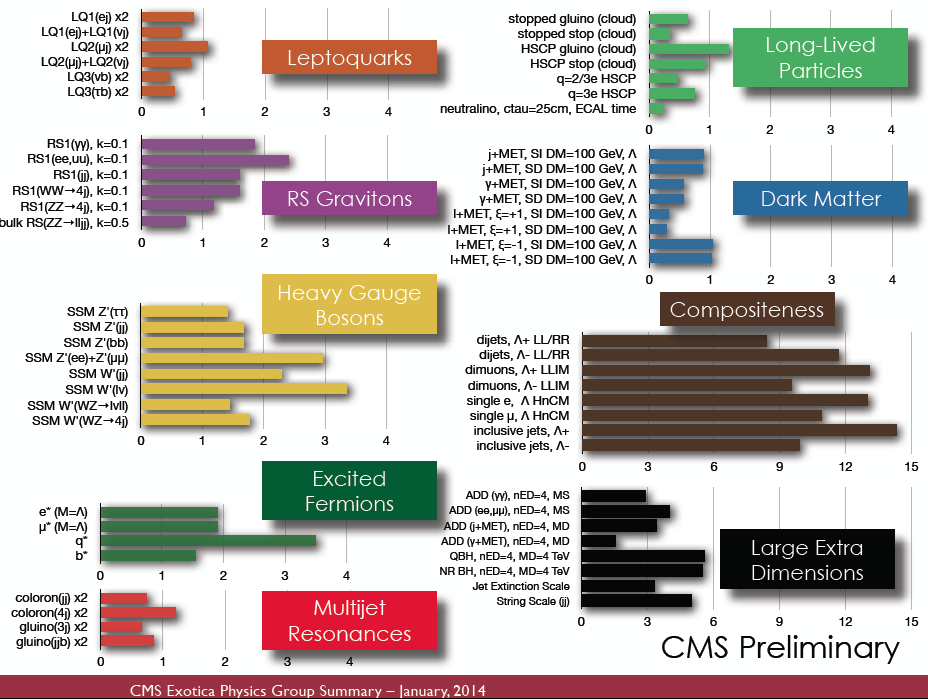 LQ1(ej) x2
LQ1(ej)+LQ1(νj)
LQ2(μj) x2
LQ2(μj)+LQ2(νj)
LQ3(νb) x2
LQ3(τb) x2
0 1 2 3 4
Leptoquarks
RS1(γγ), k=0.1
RS1(ee,uu), k=0.1
RS1(jj), k=0.1
RS1(WW→4j), k=0.1
RS1(ZZ→4j), k=0.1
bulk RS(ZZ→lljj), k=0.5
0 1 2 3 4
RS Gravitons
SSM Z'(ττ)
SSM Z'(jj)
SSM Z'(bb)
SSM Z'(ee)+Z'(μμ)
SSM W'(jj)
SSM W'(lν)
SSM W'(WZ→lνll)
SSM W'(WZ→4j)
0 1 2 3 4
Heavy Gauge
Bosons
e* (M=Λ)
μ* (M=Λ)
q*
b*
0 1 2 3 4
Excited
Fermions
coloron(jj) x2
coloron(4j) x2
gluino(3j) x2
gluino(jjb) x2
0 1 2 3 4
Multijet
Resonances
stopped gluino (cloud)
stopped stop (cloud)
HSCP gluino (cloud)
HSCP stop (cloud)
q=2/3e HSCP
q=3e HSCP
neutralino, ctau=25cm, ECAL time
0 1 2 3 4
Long-Lived
Particles
j+MET, SI DM=100 GeV, Λ
j+MET, SD DM=100 GeV, Λ
γ+MET, SI DM=100 GeV, Λ
γ+MET, SD DM=100 GeV, Λ
l+MET, ξ=+1, SI DM=100 GeV, Λ
l+MET, ξ=+1, SD DM=100 GeV, Λ
l+MET, ξ=-1, SI DM=100 GeV, Λ
l+MET, ξ=-1, SD DM=100 GeV, Λ
0 1 2 3 4
Dark Matter
Compositeness
dijets, Λ+ LL/RR
dijets, Λ- LL/RR
dimuons, Λ+ LLIM
dimuons, Λ- LLIM
single e, Λ HnCM
single μ, Λ HnCM
inclusive jets, Λ+
inclusive jets, Λ-
0 3 6 9 12 15
ADD (γγ), nED=4, MS
ADD (ee,μμ), nED=4, MS
ADD (j+MET), nED=4, MD
ADD (γ+MET), nED=4, MD
QBH, nED=4, MD=4 TeV
NR BH, nED=4, MD=4 TeV
Jet Extinction Scale
String Scale (jj)
0 3 6 9 12 15
Large Extra
Dimensions
CMS Preliminary
CMS Exotica Physics Group Summary – January, 2014